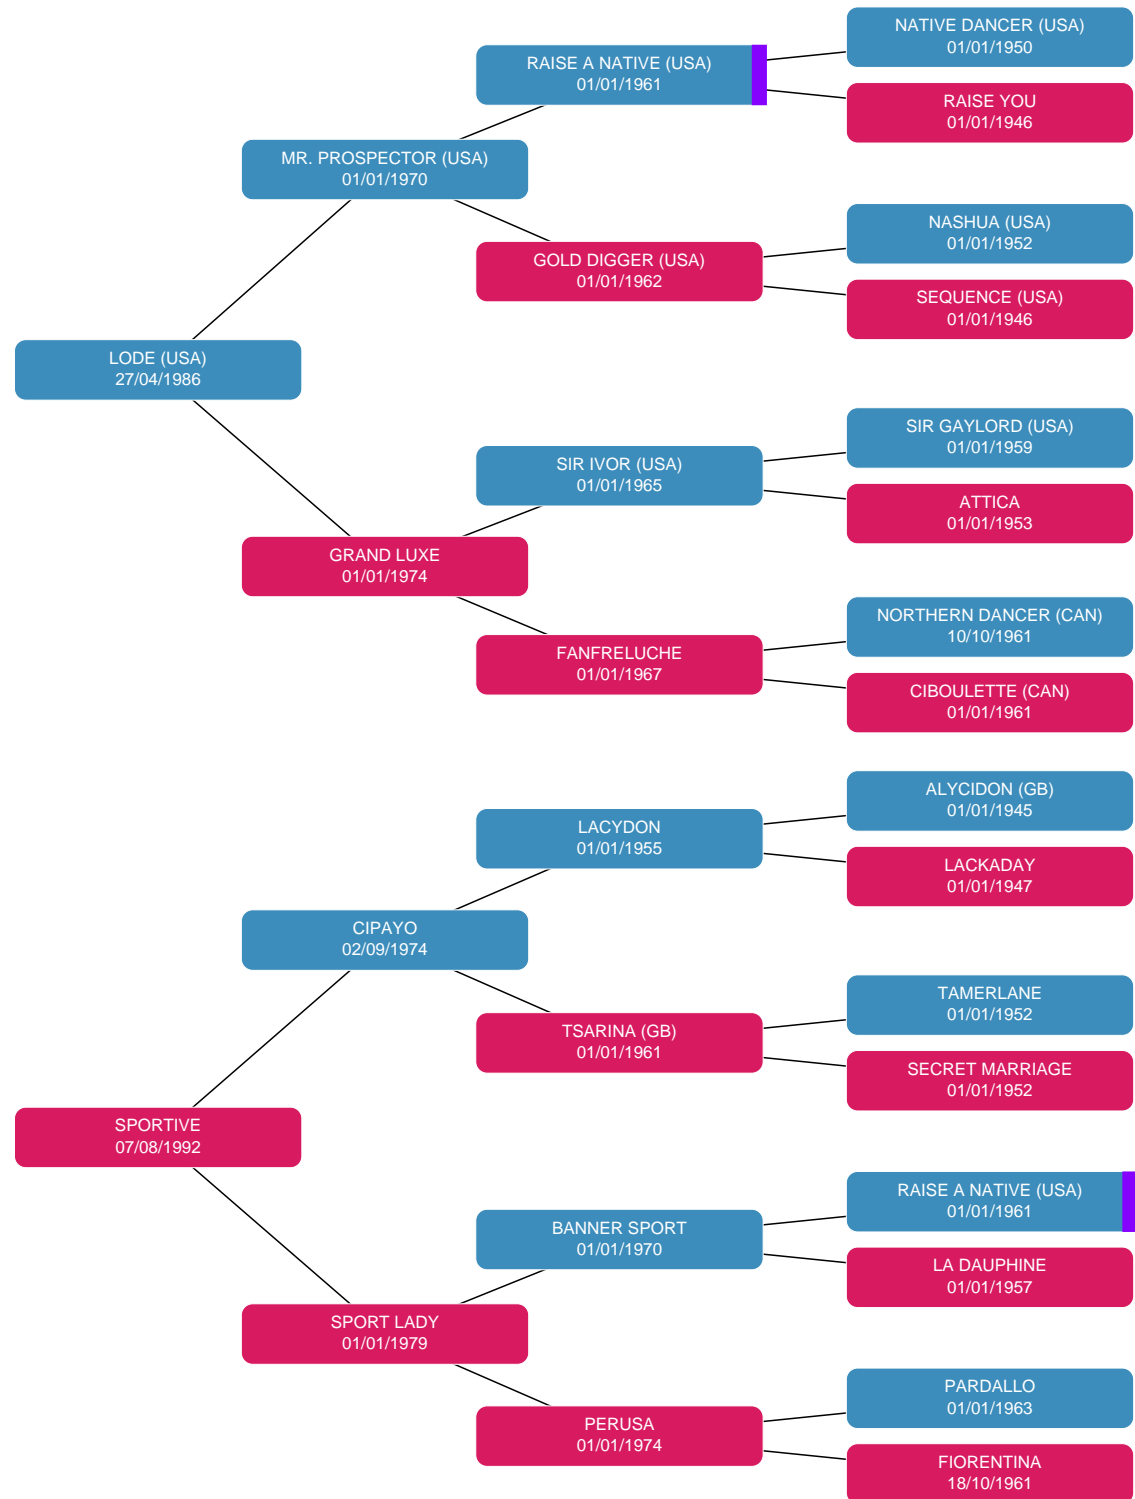 NATIVE DANCER (USA)
01/01/1950
RAISE A NATIVE (USA)
01/01/1961
RAISE YOU
01/01/1946
MR. PROSPECTOR (USA)
01/01/1970
NASHUA (USA)
01/01/1952
GOLD DIGGER (USA)
01/01/1962
SEQUENCE (USA)
01/01/1946
LODE (USA)
27/04/1986
SIR GAYLORD (USA)
01/01/1959
SIR IVOR (USA)
01/01/1965
ATTICA
01/01/1953
GRAND LUXE
01/01/1974
NORTHERN DANCER (CAN)
10/10/1961
FANFRELUCHE
01/01/1967
CIBOULETTE (CAN)
01/01/1961
ALYCIDON (GB)
01/01/1945
LACYDON
01/01/1955
LACKADAY
01/01/1947
CIPAYO
02/09/1974
TAMERLANE
01/01/1952
TSARINA (GB)
01/01/1961
SECRET MARRIAGE
01/01/1952
SPORTIVE
07/08/1992
RAISE A NATIVE (USA)
01/01/1961
BANNER SPORT
01/01/1970
LA DAUPHINE
01/01/1957
SPORT LADY
01/01/1979
PARDALLO
01/01/1963
PERUSA
01/01/1974
FIORENTINA
18/10/1961